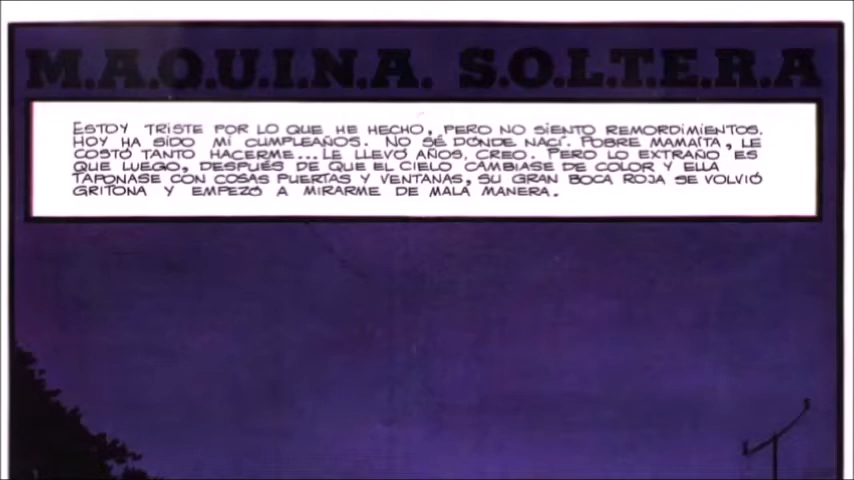 M.A.Q.U.I.N.A. S.O.L.T.E.R.A
ESTOY TRISTE POR LO QUE HE HECHO, PERO NO SIENTO REMORDIMIENTOS.
HOY HA SIDO MI CUMPLEAÑOS. NO SÉ DÓNDE NACÍ. POBRE MAMAÍTA, LE
COSTÓ TANTO HACERME... LE LLEVÓ AÑOS, CREO. PERO LO EXTRAÑO ES
QUE LUEGO, DESPUÉS DE QUE EL CIELO CAMBIASE DE COLOR Y ELLA
TAPONASE CON COSAS PUERTAS Y VENTANAS, SU GRAN BOCA ROJA SE VOLVIÓ
GRITONA Y EMPEZÓ A MIRARME DE MALA MANERA.